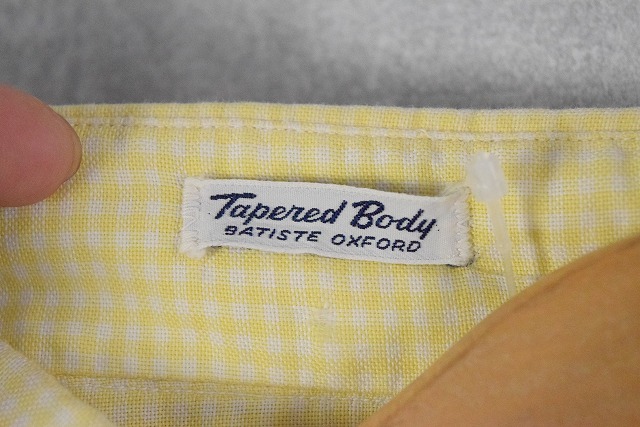 Tapered Body
BATISTE OXFORD